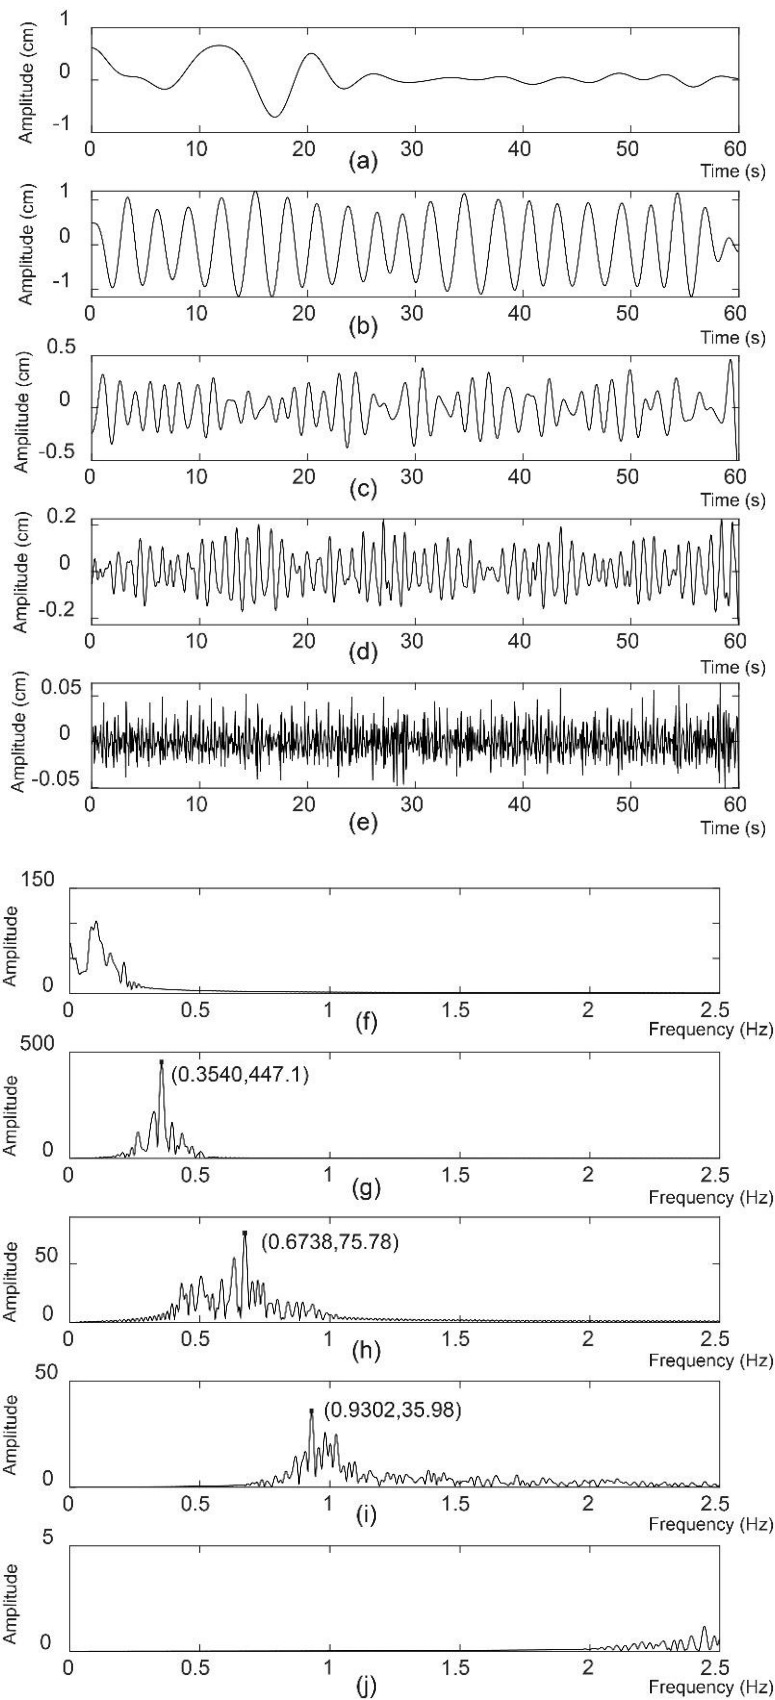 Amplitude (cm)
1
0
-1
0 10 20 30 40 50 60
(a)
Time (s)
Amplitude (cm)
1
0
-1
0 10 20 30 40 50 60
(b)
Time (s)
Amplitude (cm)
0.5
0
-0.5
0 10 20 30 40 50 60
(c)
Time (s)
Amplitude (cm)
0.2
0
-0.2
0 10 20 30 40 50 60
(d)
Time (s)
Amplitude (cm)
0.05
0
-0.05
0 10 20 30 40 50 60
(e)
Time (s)
Amplitude
150
0
0 0.5 1 1.5 2 2.5
(f)
Frequency (Hz)
Amplitude
500
(0.3540,447.1)
0
0 0.5 1 1.5 2 2.5
(g)
Frequency (Hz)
Amplitude
(0.6738,75.78)
50
0
0 0.5 1 1.5 2 2.5
(h)
Frequency (Hz)
Amplitude
50
(0.9302,35.98)
0
0 0.5 1 1.5 2 2.5
(i)
Frequency (Hz)
Amplitude
5
0
0 0.5 1 1.5 2 2.5
(j)
Frequency (Hz)